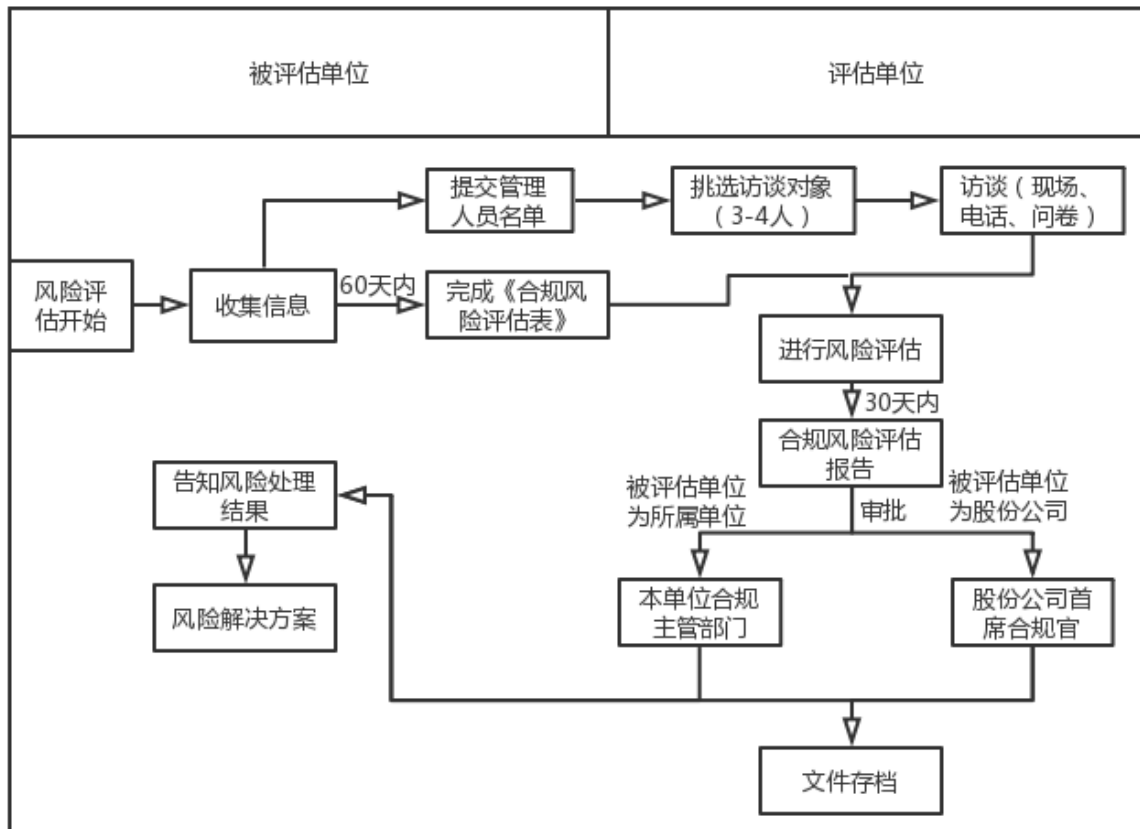 被评估单位
评估单位
提交管理
人员名单
挑选访谈对象
（3-4人）
访谈（现场、
电话、问卷）
风险评
估开始
收集信息
60天内
完成《合规风
险评估表》
进行风险评估
30天内
合规风险评估
报告
告知风险处理
结果
被评估单位
为所属单位
审批
被评估单位
为股份公司
风险解决方案
本单位合规
主管部门
股份公司首
席合规官
文件存档